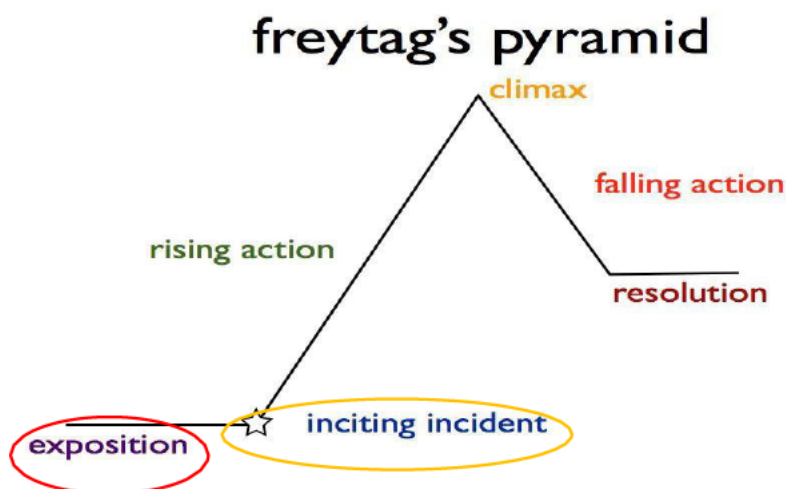 freytag's pyramid
climax
falling action
rising action
resolution
inciting incident
exposition